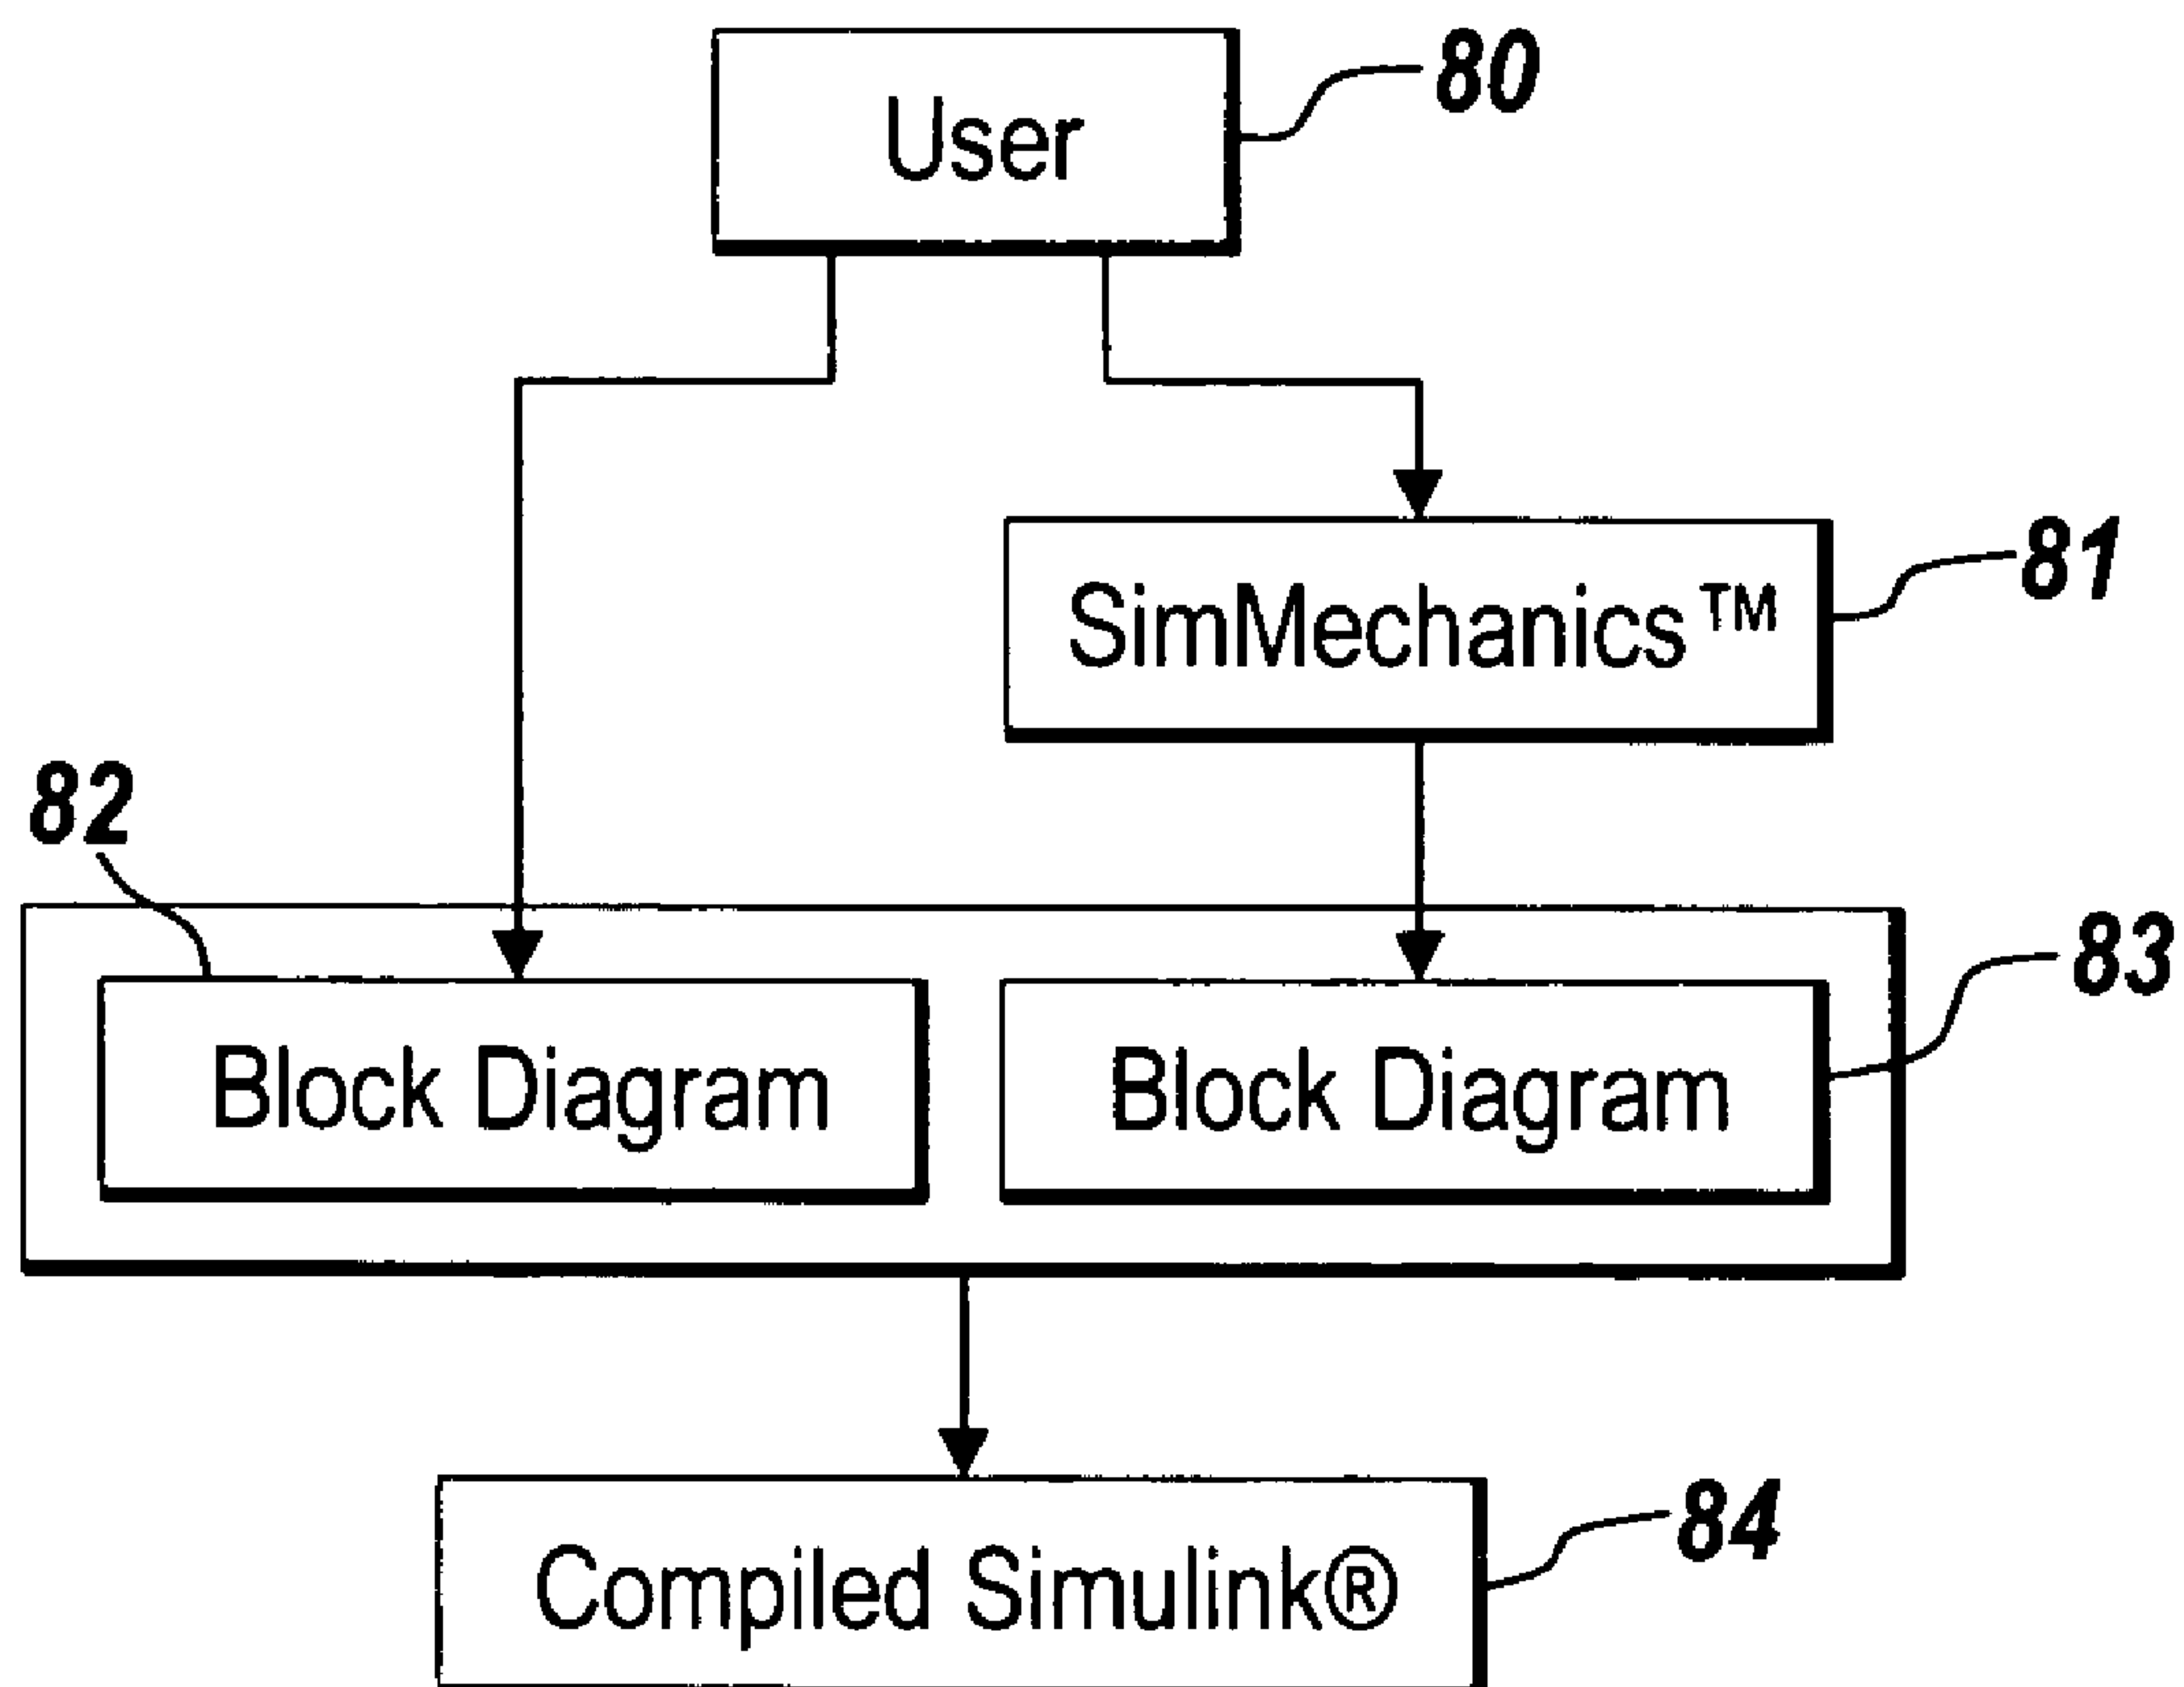 User
80
SimMechanics™
81
82
83
Block Diagram
Block Diagram
Compiled Simulink®
84